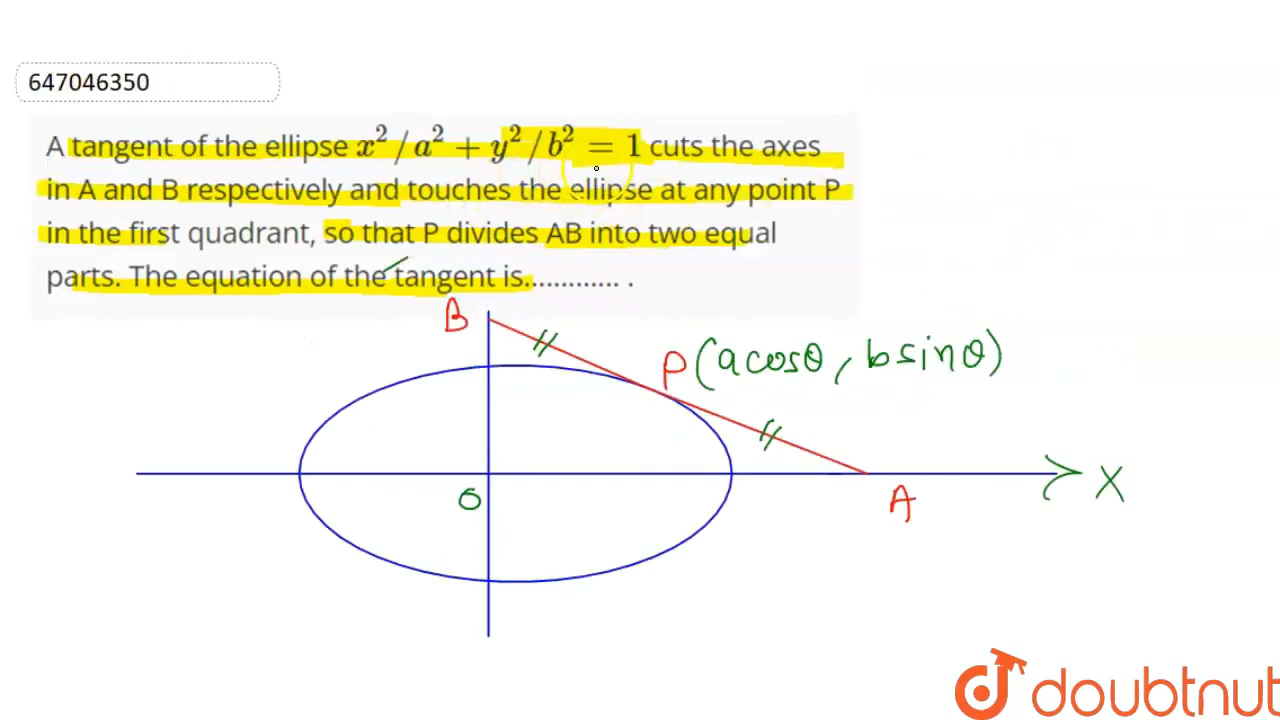 647046350
A tangent of the ellipse x²/a² + y²/b² = 1 cuts the axes
in A and B respectively and touches the ellipse at any point P
in the first quadrant, so that P divides AB into two equal
parts. The equation of the tangent is............. .
B
P(acosθ, bsinθ)
O
A
X
doubtnut